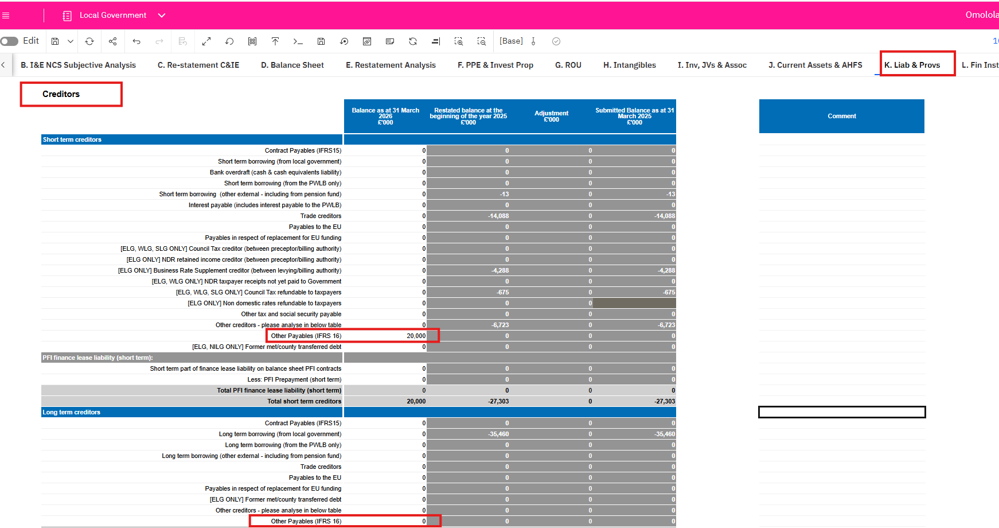 Local Government
Omolola
Edit
[Base]
B. I&E NCS Subjective Analysis C. Re-statement C&IE D. Balance Sheet E. Restatement Analysis F. PPE & Invest Prop G. ROU H. Intangibles I. Inv, JVs & Assoc J. Current Assets & AHFS K. Liab & Provs L. Fin Inst
Creditors
Balance as at 31 March 2026 £'000 Restated balance at the beginning of the year 2025 £'000 Adjustment £'000 Submitted Balance as at 31 March 2025 £'000 Comment
Short term creditors
Contract Payables (IFRS15) 0 0 0 0
Short term borrowing (from local government) 0 0 0 0
Bank overdraft (cash & cash equivalents liability) 0 0 0 0
Short term borrowing (from the PWLB only) 0 0 0 0
Short term borrowing (other external - including from pension fund) 0 -13 0 -13
Interest payable (includes interest payable to the PWLB) 0 0 0 0
Trade creditors 0 -14,088 0 -14,088
Payables to the EU 0 0 0 0
Payables in respect of replacement for EU funding 0 0 0 0
[ELG, WLG, SLG ONLY] Council Tax creditor (between preceptor/billing authority) 0 0 0 0
[ELG ONLY] NDR retained income creditor (between preceptor/billing authority) 0 0 0 0
[ELG ONLY] Business Rate Supplement creditor (between levying/billing authority) 0 -4,288 0 -4,288
[ELG, WLG ONLY] NDR taxpayer receipts not yet paid to Government 0 0 0 0
[ELG, WLG, SLG ONLY] Council Tax refundable to taxpayers 0 -675 0 -675
[ELG ONLY] Non domestic rates refundable to taxpayers 0 0 0
Other tax and social security payable 0 0 0 0
Other creditors - please analyse in below table 0 -6,723 0 -6,723
Other Payables (IFRS 16) 20,000 0 0 0
[ELG, NILG ONLY] Former met/county transferred debt 0 0 0 0
PFI finance lease liability (short term):
Short term part of finance lease liability on balance sheet PFI contracts 0 0 0 0
Less: PFI Prepayment (short term) 0 0 0 0
Total PFI finance lease liability (short term) 0 0 0 0
Total short term creditors 20,000 -27,303 0 -27,303
Long term creditors
Contract Payables (IFRS15) 0 0 0 0
Long term borrowing (from local government) 0 -35,460 0 -35,460
Long term borrowing (from the PWLB only) 0 0 0 0
Long term borrowing (other external - including from pension fund) 0 0 0 0
Trade creditors 0 0 0 0
Payables to the EU 0 0 0 0
Payables in respect of replacement for EU funding 0 0 0 0
[ELG ONLY] Former met/county transferred debt 0 0 0 0
Other creditors - please analyse in below table 0 0 0 0
Other Payables (IFRS 16) 0 0 0 0